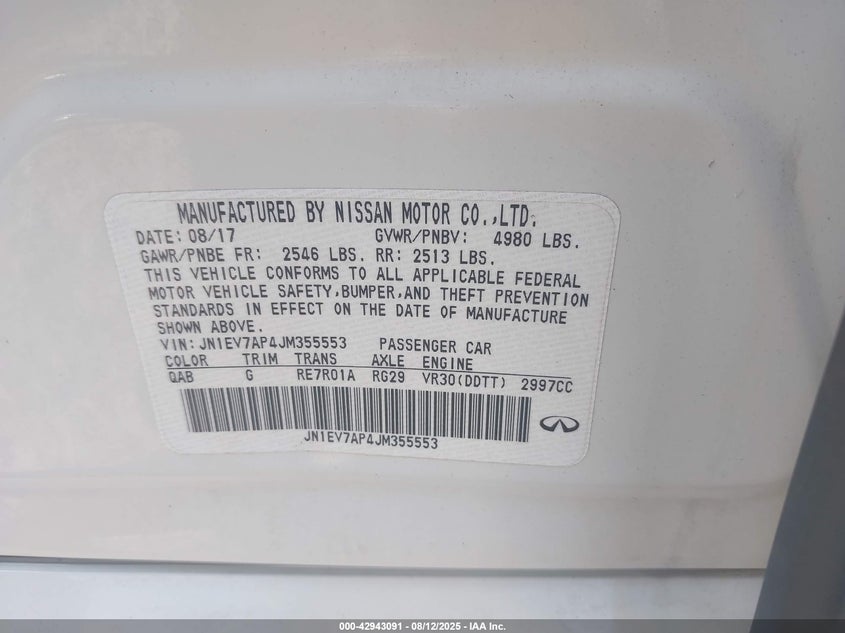 MANUFACTURED BY NISSAN MOTOR CO.,LTD.
DATE: 08/17 GVWR/PNBV: 4980 LBS.
GAWR/PNBE FR: 2546 LBS. RR: 2513 LBS.
THIS VEHICLE CONFORMS TO ALL APPLICABLE FEDERAL
MOTOR VEHICLE SAFETY,BUMPER,AND THEFT PREVENTION
STANDARDS IN EFFECT ON THE DATE OF MANUFACTURE
SHOWN ABOVE.
VIN: JN1EV7AP4JM355553 PASSENGER CAR
COLOR TRIM TRANS AXLE ENGINE
QAB G RE7R01A RG29 VR30(DDTT) 2997CC
JN1EV7AP4JM355553
000-42943091 - 08/12/2025 - IAA Inc.